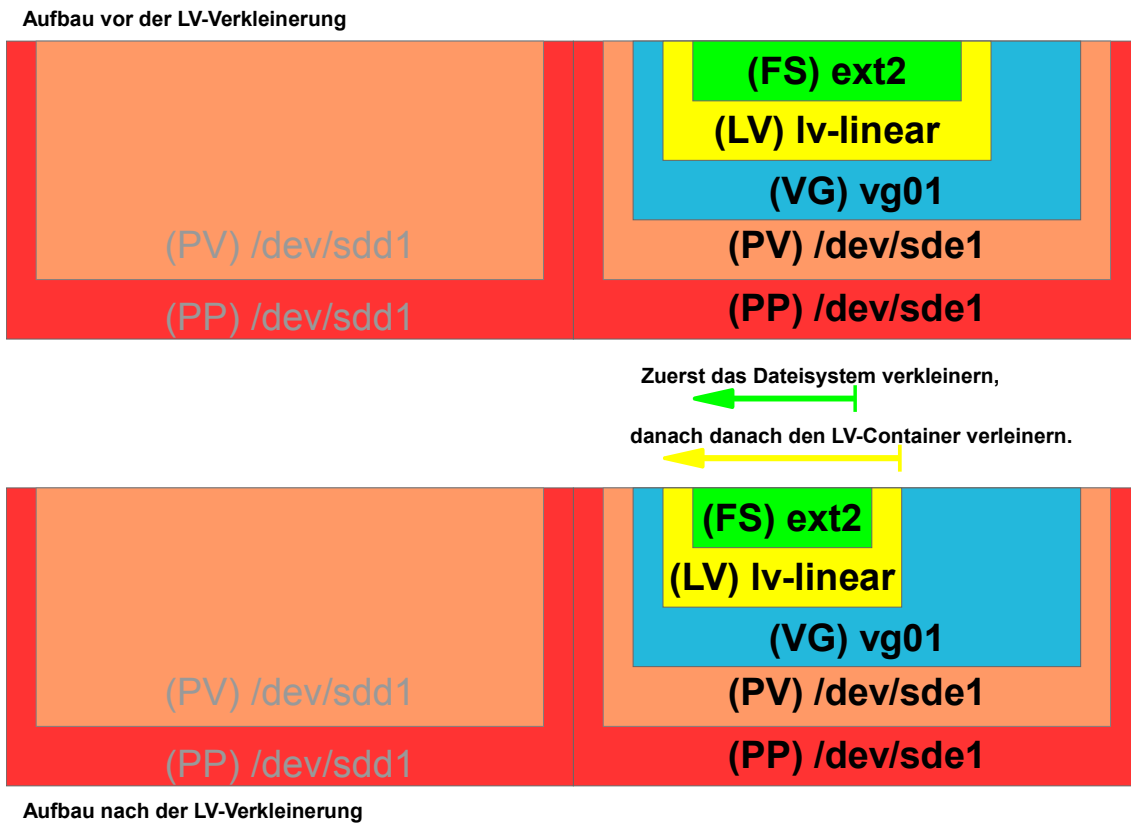 Aufbau vor der LV-Verkleinerung
(FS) ext2
(LV) lv-linear
(VG) vg01
(PV) /dev/sdd1
(PV) /dev/sde1
(PP) /dev/sdd1
(PP) /dev/sde1
Zuerst das Dateisystem verkleinern,
danach danach den LV-Container verleinern.
(FS) ext2
(LV) lv-linear
(VG) vg01
(PV) /dev/sdd1
(PV) /dev/sde1
(PP) /dev/sdd1
(PP) /dev/sde1
Aufbau nach der LV-Verkleinerung